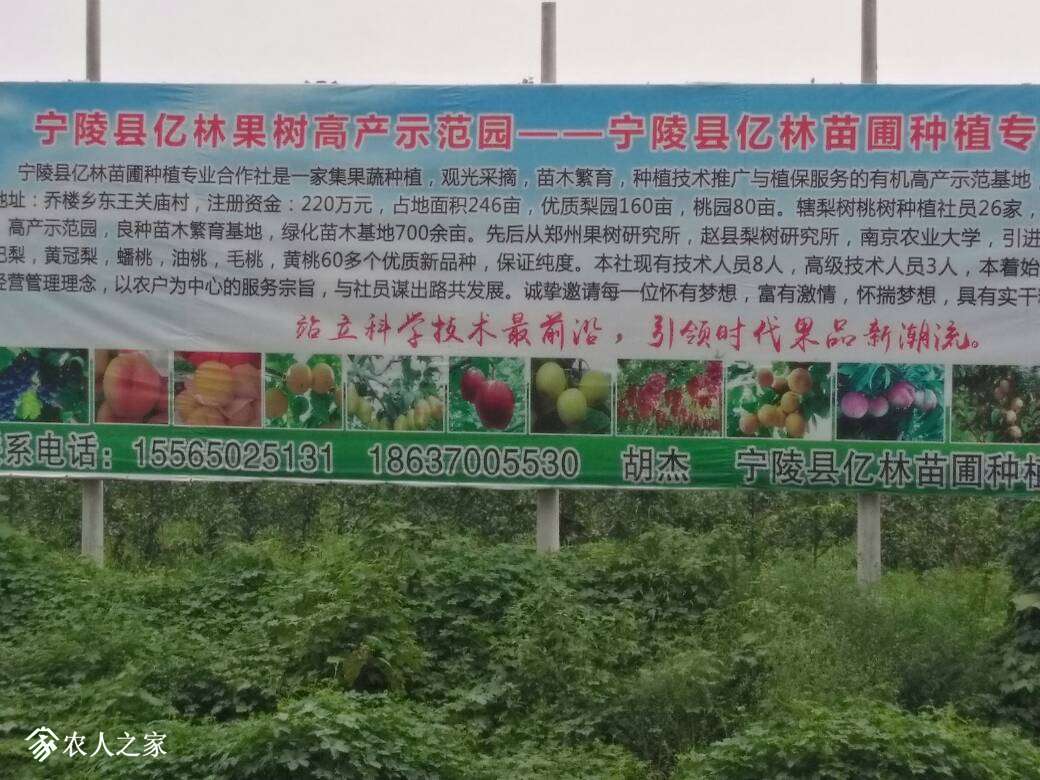 宁陵县亿林果树高产示范园——宁陵县亿林苗圃种植专
宁陵县亿林苗圃种植专业合作社是一家集果蔬种植，观光采摘，苗木繁育，种植技术推广与植保服务的有机高产示范基地
地址：乔楼乡东王关庙村，注册资金：220万元，占地面积246亩，优质梨园160亩，桃园80亩。辖梨树桃树种植社员26家，
高产示范园，良种苗木繁育基地，绿化苗木基地700余亩。先后从郑州果树研究所，赵县梨树研究所，南京农业大学，引进
梨，黄冠梨，蟠桃，油桃，毛桃，黄桃60多个优质新品种，保证纯度。本社现有技术人员8人，高级技术人员3人，本着始
经营管理理念，以农户为中心的服务宗旨，与社员谋出路共发展。诚挚邀请每一位怀有梦想，富有激情，怀揣梦想，具有实干
站立科学技术最前沿，引领时代果品新潮流。
系电话：15565025131 18637005530 胡杰 宁陵县亿林苗圃种植
农人之家